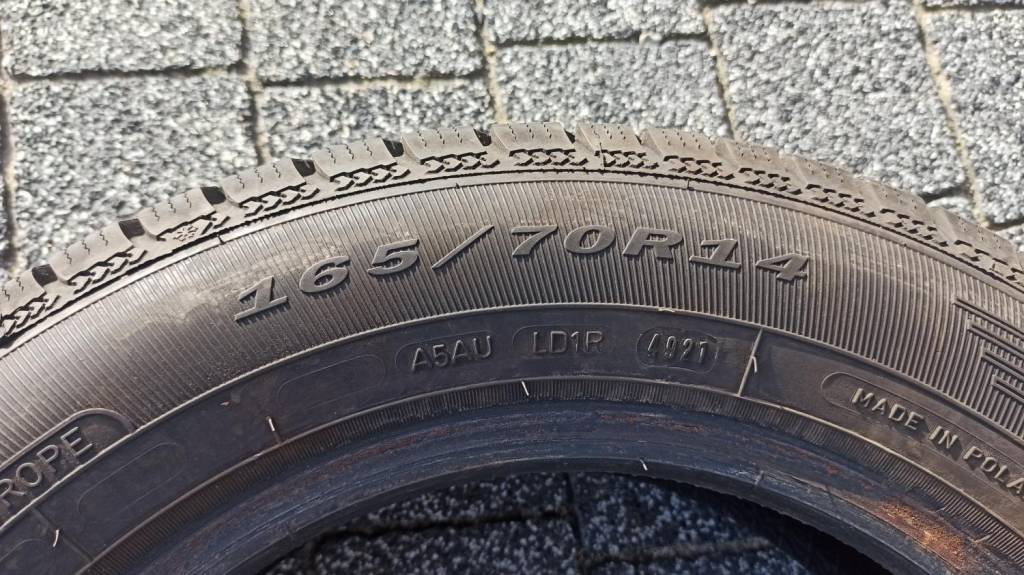 165/70R14
A5AU LD1R 4921
MADE IN POLA
ROPE